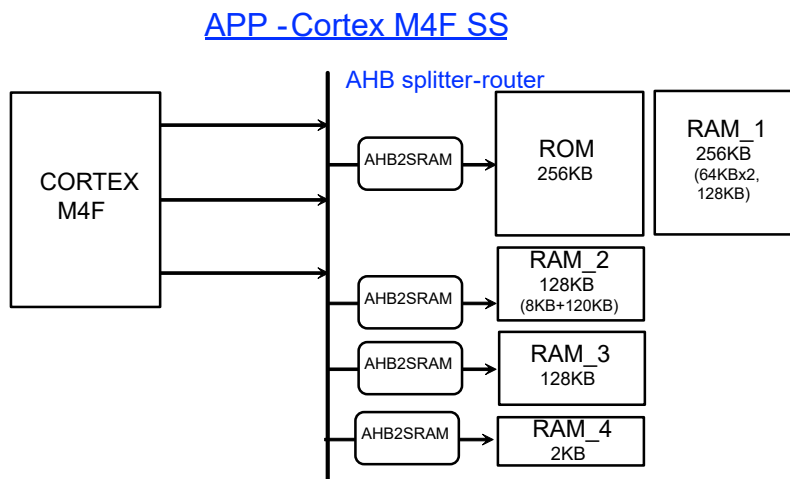 APP -Cortex M4F SS
AHB splitter-router
CORTEX
M4F
AHB2SRAM
ROM
256KB
RAM_1
256KB
(64KBx2,
128KB)
AHB2SRAM
RAM_2
128KB
(8KB+120KB)
AHB2SRAM
RAM_3
128KB
AHB2SRAM
RAM_4
2KB